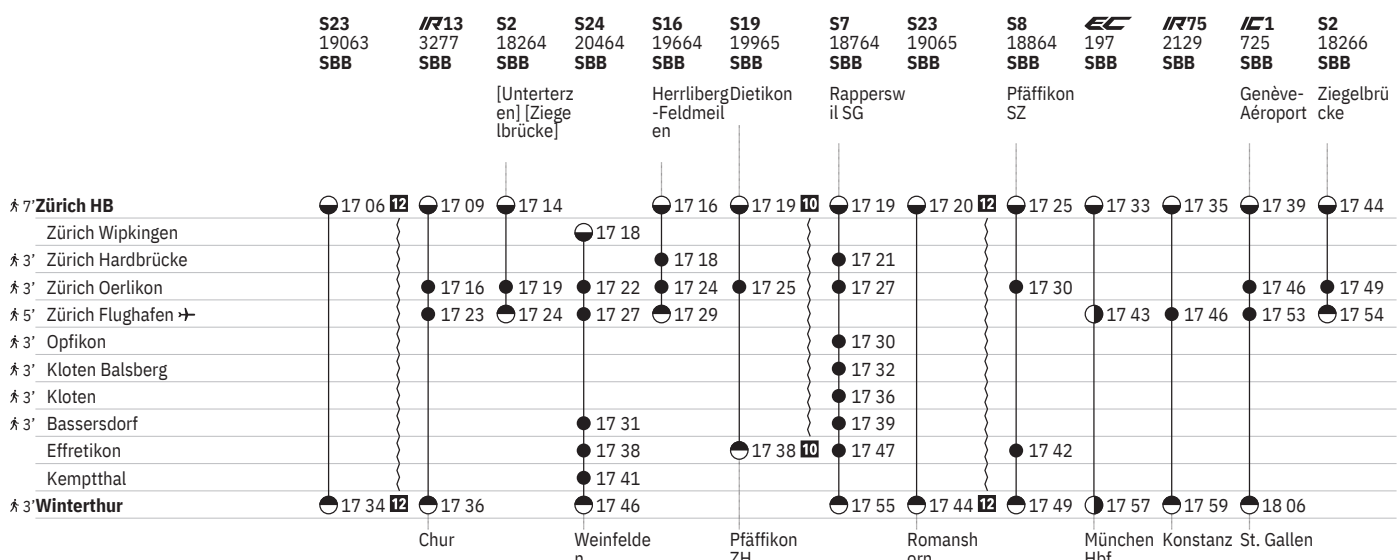 S23 IR13 S2 S24 S16 S19 S7 S23 S8 EC IR75 IC1 S2
19063 3277 18264 20464 19664 19965 18764 19065 18864 197 2129 725 18266
SBB SBB SBB SBB SBB SBB SBB SBB SBB SBB SBB SBB SBB
[Unterterz HerrlibergDietikon Rappersw Pfäffikon Genève- Ziegelbrü
en] [Ziege -Feldmeil il SG SZ Aéroport cke
lbrücke] en
7' Zürich HB 17 06 12 17 09 17 14 17 16 17 19 10 17 19 17 20 12 17 25 17 33 17 35 17 39 17 44
Zürich Wipkingen 17 18
3' Zürich Hardbrücke 17 18 17 21
3' Zürich Oerlikon 17 16 17 19 17 22 17 24 17 25 17 27 17 30 17 46 17 49
5' Zürich Flughafen 17 23 17 24 17 27 17 29 17 43 17 46 17 53 17 54
3' Opfikon 17 30
3' Kloten Balsberg 17 32
3' Kloten 17 36
3' Bassersdorf 17 31 17 39
Effretikon 17 38 17 38 10 17 47 17 42
Kemptthal 17 41
3' Winterthur 17 34 12 17 36 17 46 17 55 17 44 12 17 49 17 57 17 59 18 06
Chur Weinfelde Pfäffikon Romansh München Konstanz St. Gallen
n ZH orn Hbf